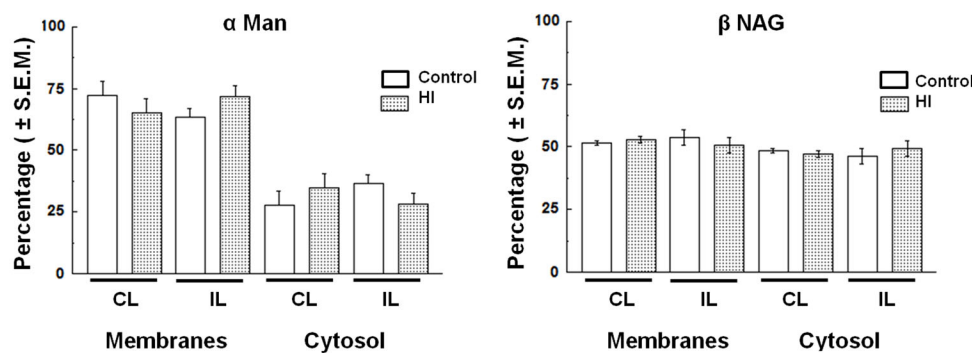 α Man
Percentage ( ± S.E.M.)
100
75
50
25
0
Control
HI
CL
IL
CL
IL
Membranes
Cytosol
β NAG
Percentage ( ± S.E.M.)
100
75
50
25
0
Control
HI
CL
IL
CL
IL
Membranes
Cytosol